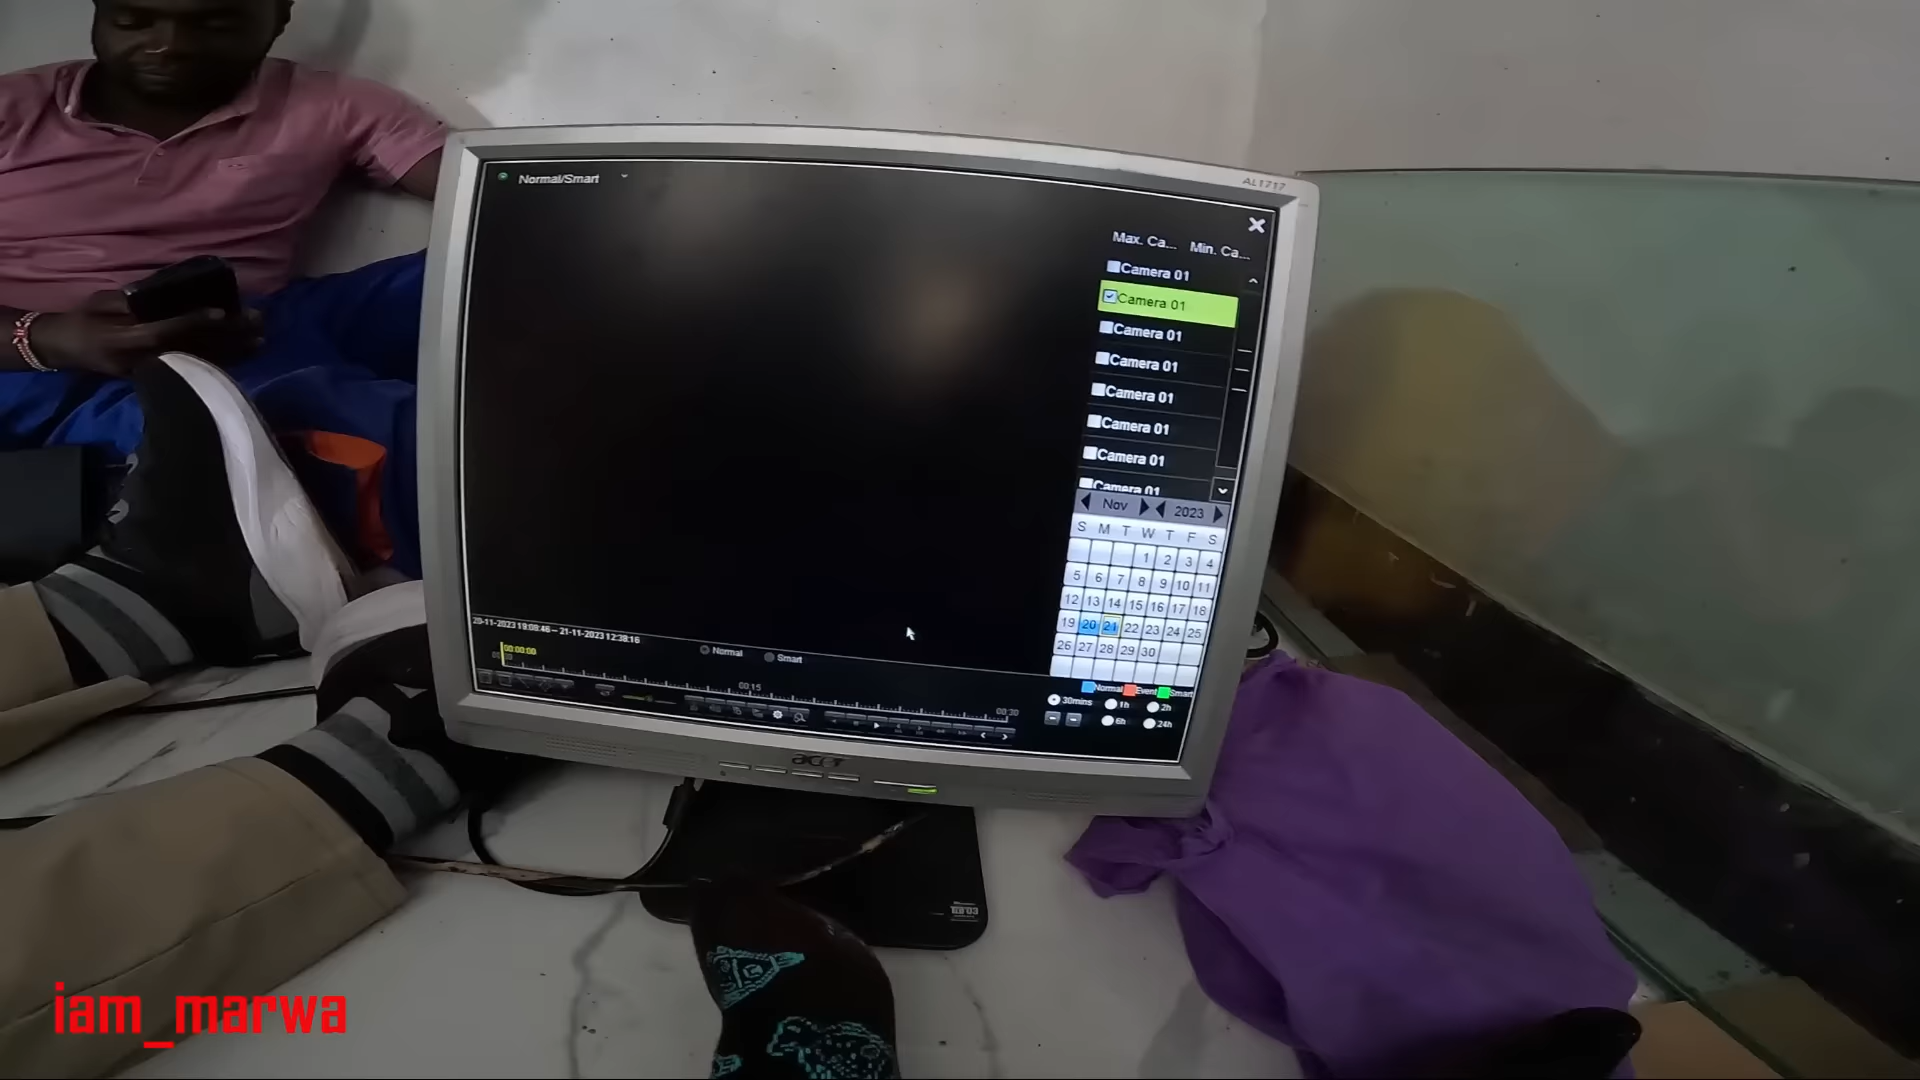 AL1717
Normal/Smart
Max. Ca... Min. Ca...
Camera 01
Camera 01
Camera 01
Camera 01
Camera 01
Camera 01
Camera 01
Camera 01
Nov 2023
S M T W T F S
1 2 3 4
5 6 7 8 9 10 11
12 13 14 15 16 17 18
19 20 21 22 23 24 25
26 27 28 29 30
20-11-2023 19:09:46 -- 21-11-2023 12:38:16
Normal Smart
00:00:00
00:15
00:30
Normal Event Smart
30mins 1h 2h
6h 24h
acer
iam_marwa